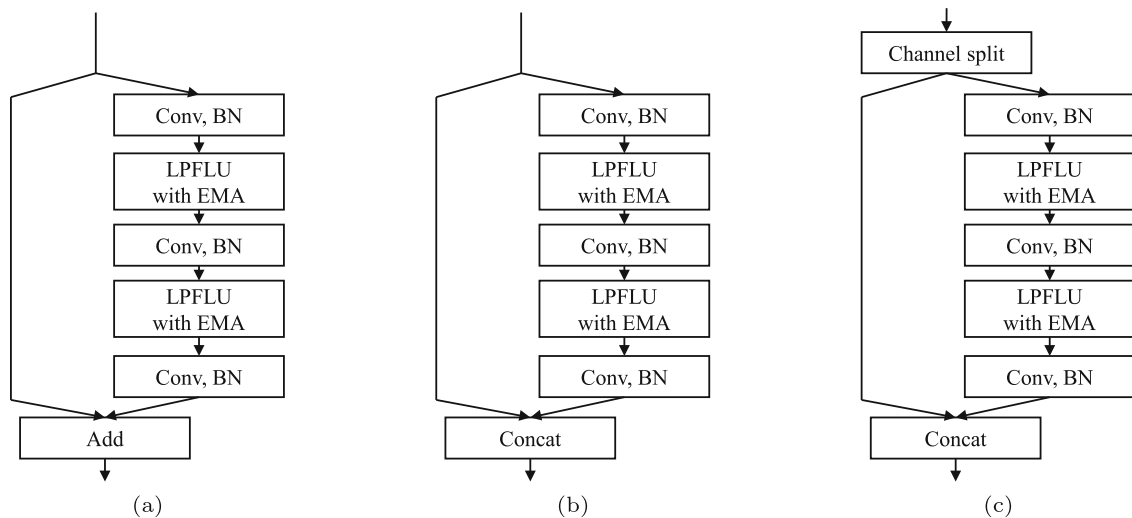 Conv, BN
LPFLU
with EMA
Conv, BN
LPFLU
with EMA
Conv, BN
Add
(a)
Conv, BN
LPFLU
with EMA
Conv, BN
LPFLU
with EMA
Conv, BN
Concat
(b)
Channel split
Conv, BN
LPFLU
with EMA
Conv, BN
LPFLU
with EMA
Conv, BN
Concat
(c)